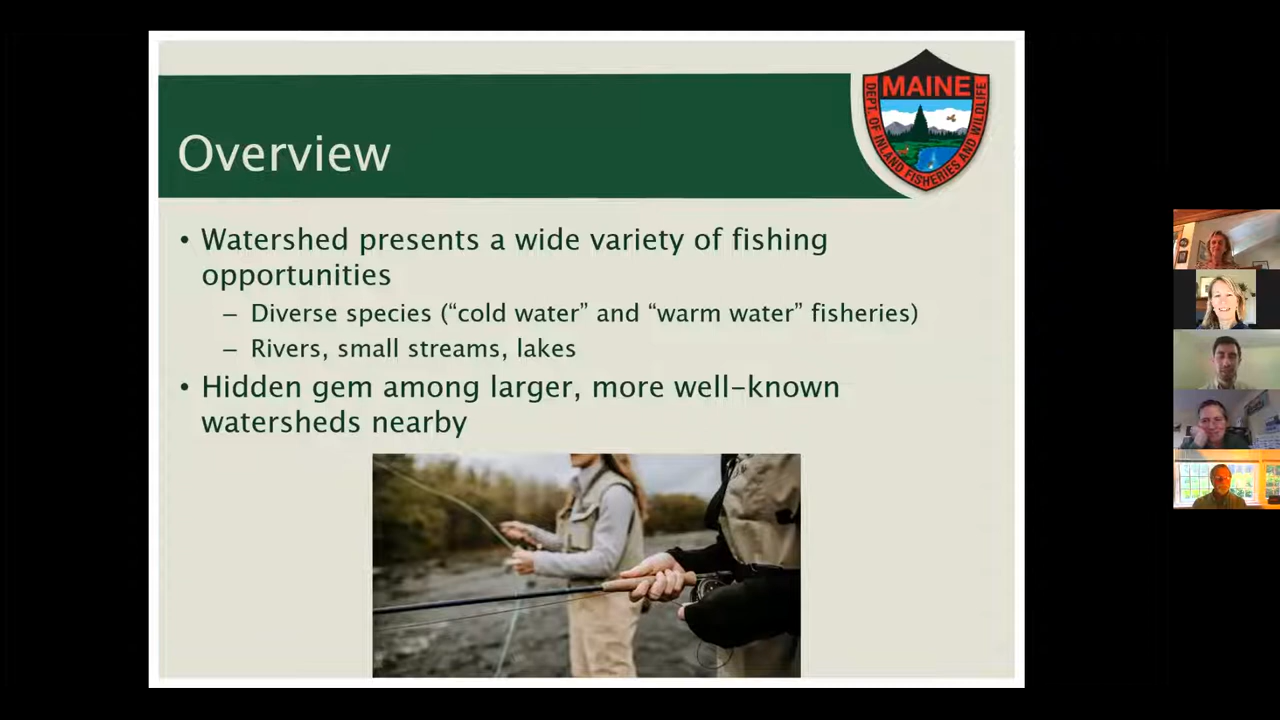 MAINE
DEPT. OF INLAND FISHERIES AND WILDLIFE
Overview
• Watershed presents a wide variety of fishing
opportunities
– Diverse species (“cold water” and “warm water” fisheries)
– Rivers, small streams, lakes
• Hidden gem among larger, more well-known
watersheds nearby